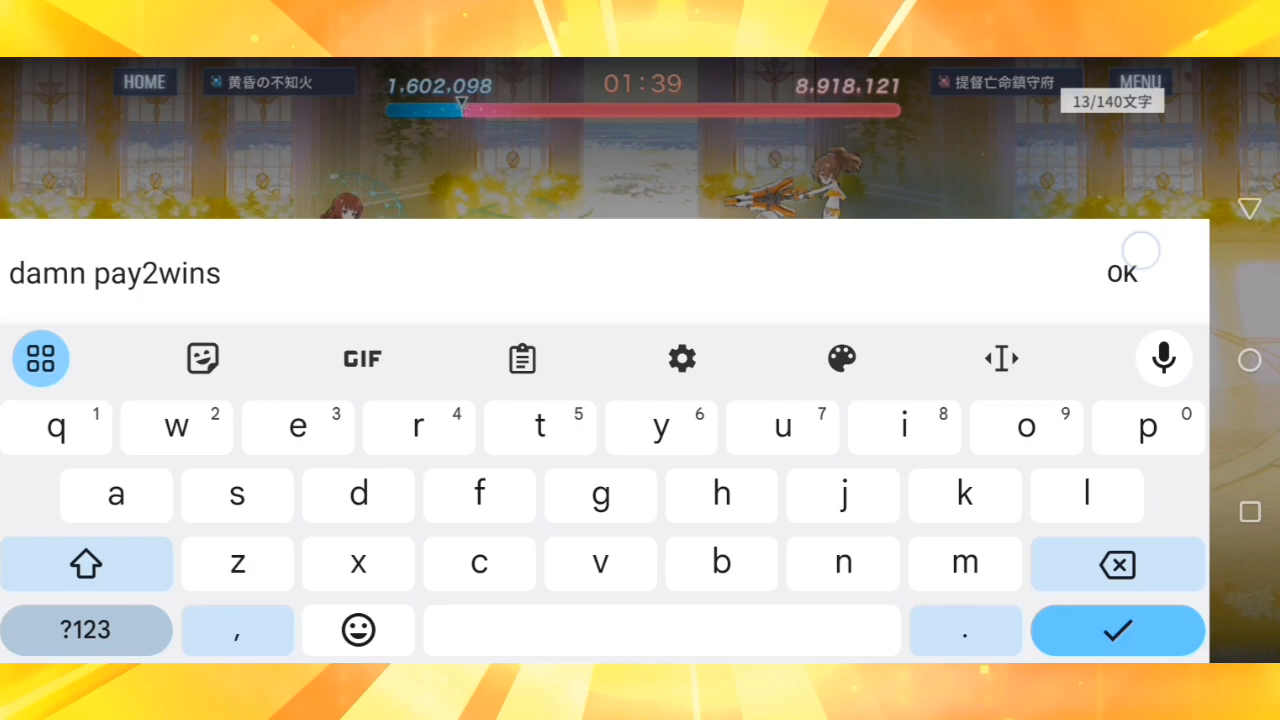 HOME 黄昏の不知火 1,602,098 01:39 8,918,121 提督亡命鎮守府 MENU
13/140文字
damn pay2wins OK
GIF
q 1 w 2 e 3 r 4 t 5 y 6 u 7 i 8 o 9 p 0
a s d f g h j k l
z x c v b n m
?123 , .